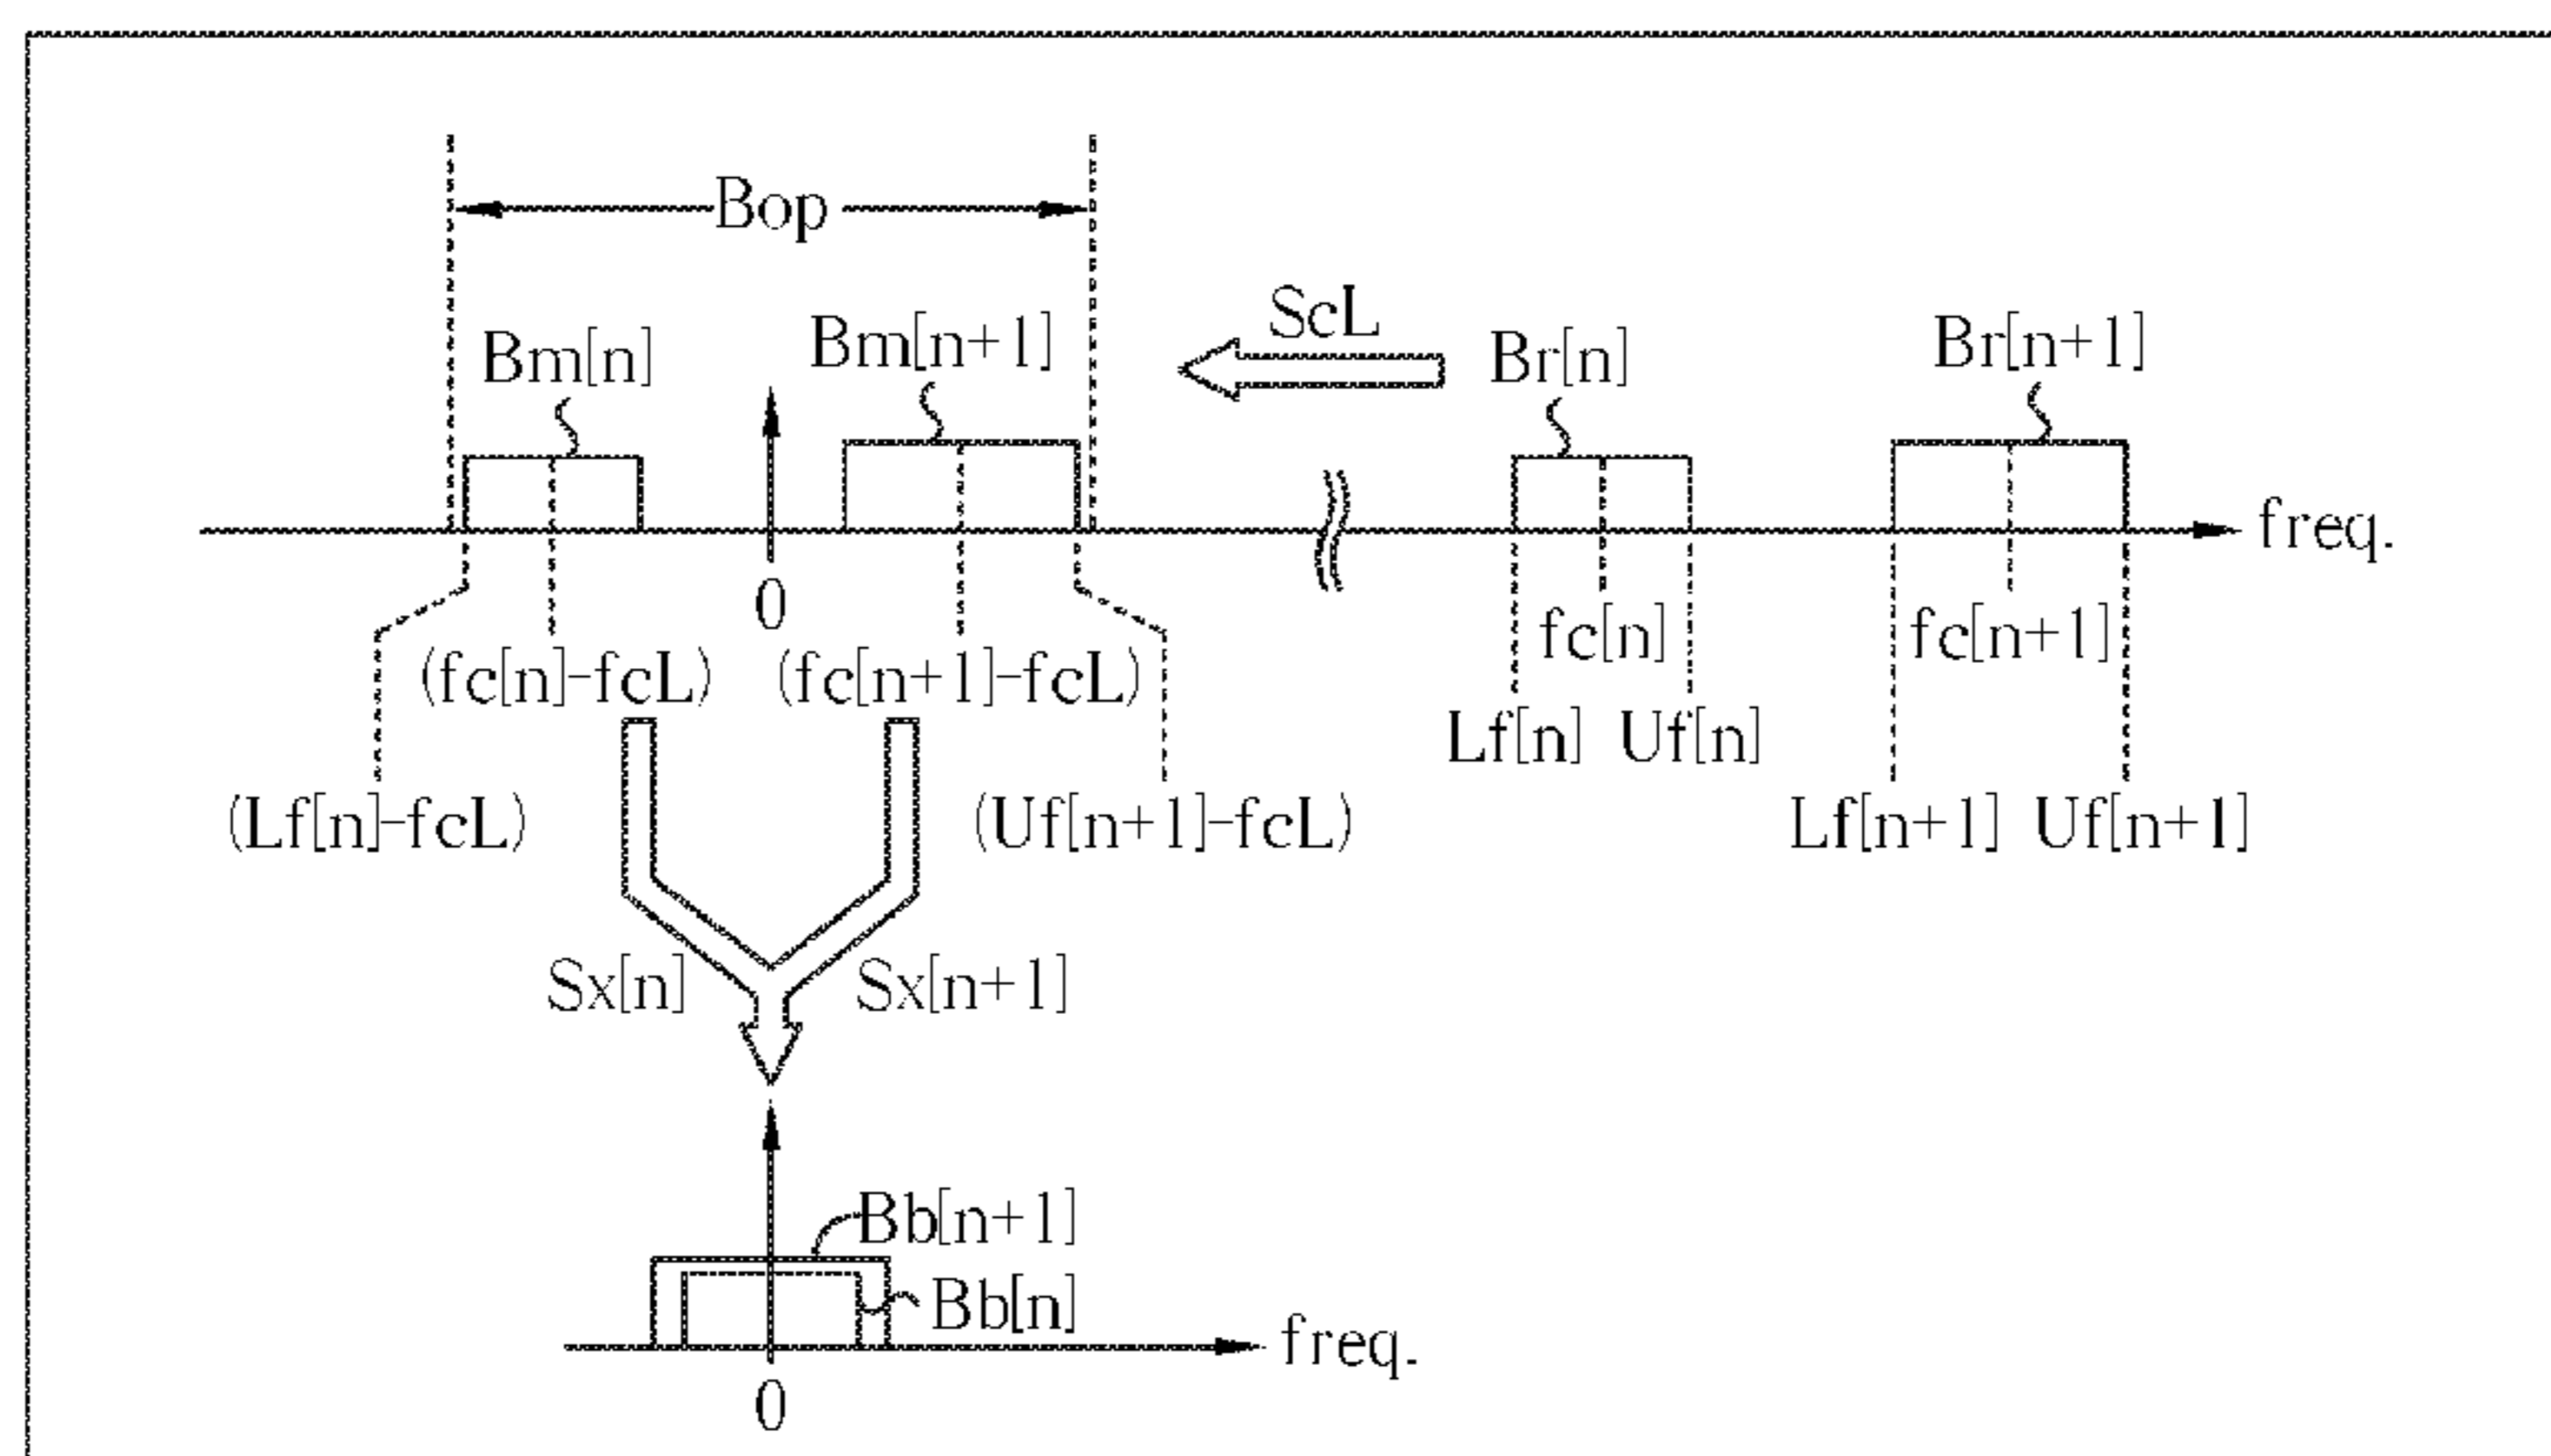 Bop
ScL
Bm[n]
Bm[n+1]
Br[n]
Br[n+1]
freq.
0
fc[n]
fc[n+1]
(fc[n]-fcL)
(fc[n+1]-fcL)
Lf[n]
Uf[n]
(Lf[n]-fcL)
(Uf[n+1]-fcL)
Lf[n+1]
Uf[n+1]
Sx[n]
Sx[n+1]
Bb[n+1]
Bb[n]
freq.
0